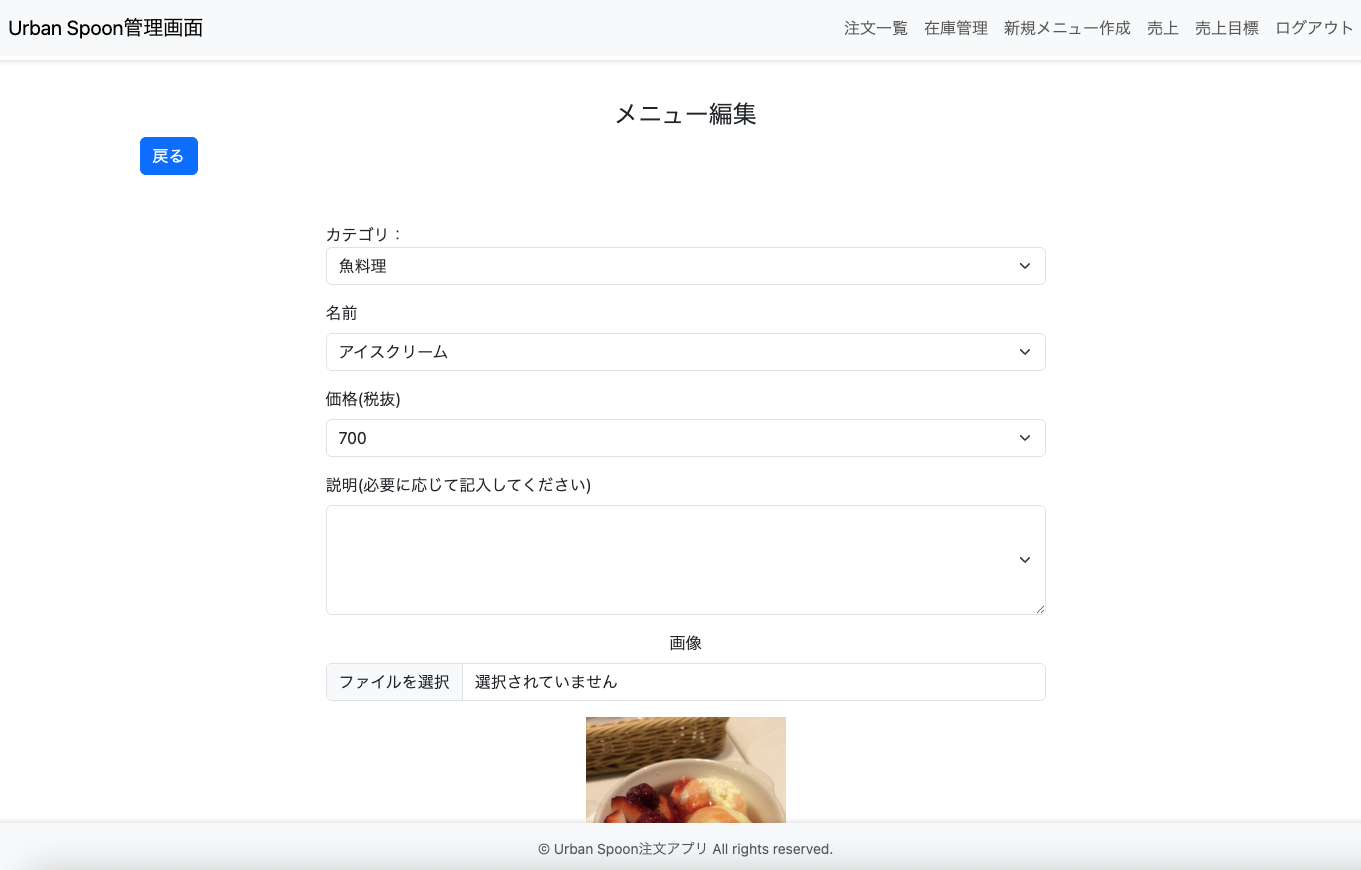 Urban Spoon管理画面
注文一覧 在庫管理 新規メニュー作成 売上 売上目標 ログアウト
メニュー編集
戻る
カテゴリ：
魚料理
名前
アイスクリーム
価格(税抜)
700
説明(必要に応じて記入してください)
画像
ファイルを選択 選択されていません
© Urban Spoon注文アプリ All rights reserved.